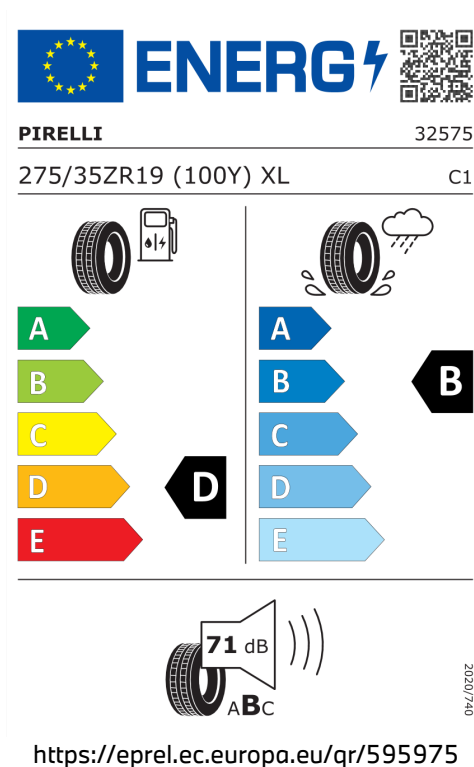 ENERG
PIRELLI 32575
275/35ZR19 (100Y) XL C1
A A
B B B
C C
D D D
E E
71 dB
ABC
2020/740
https://eprel.ec.europa.eu/qr/595975